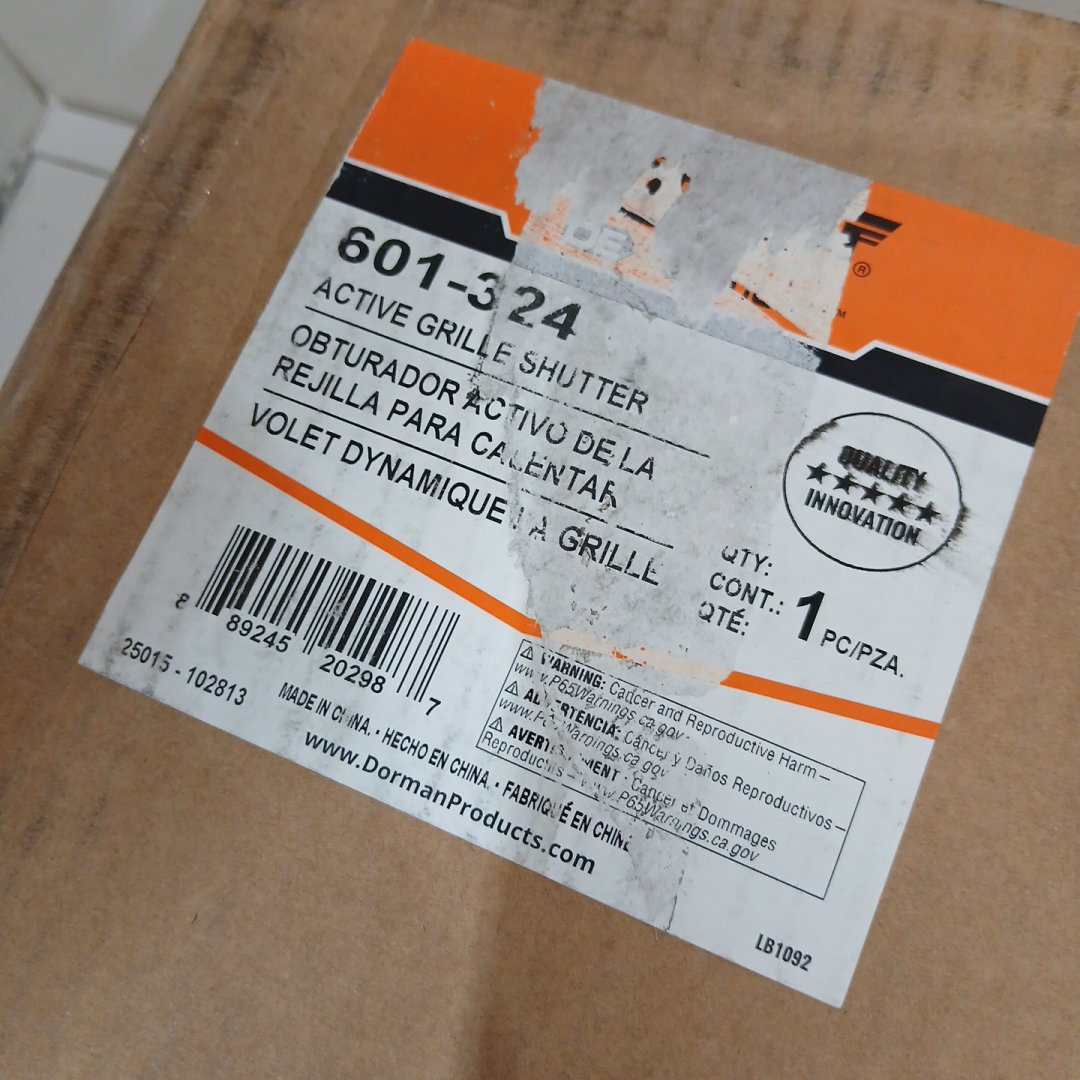 OE
®
™
601-324
ACTIVE GRILLE SHUTTER
OBTURADOR ACTIVO DE LA
REJILLA PARA CALENTAR
VOLET DYNAMIQUE LA GRILLE
QUALITY
★★★★★
INNOVATION
QTY:
CONT.:
QTÉ:
1 PC/PZA.
8 89245 20298 7
25015 - 102813
MADE IN CHINA. • HECHO EN CHINA. • FABRIQUÉ EN CHINE
www.DormanProducts.com
⚠ WARNING: Cancer and Reproductive Harm –
www.P65Warnings.ca.gov
⚠ ADVERTENCIA: Cáncer y Daños Reproductivos –
www.P65Warnings.ca.gov
⚠ AVERTISSEMENT : Cancer et Dommages
Reproductifs – www.P65Warnings.ca.gov
LB1092